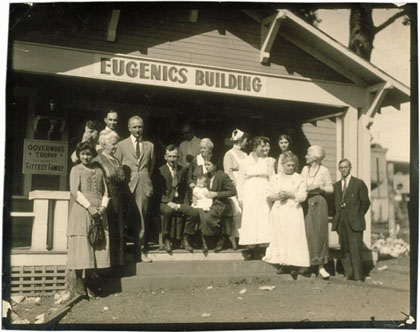 EUGENICS BUILDING
GOVERNOR'S
TROPHY
FITTEST FAMILY